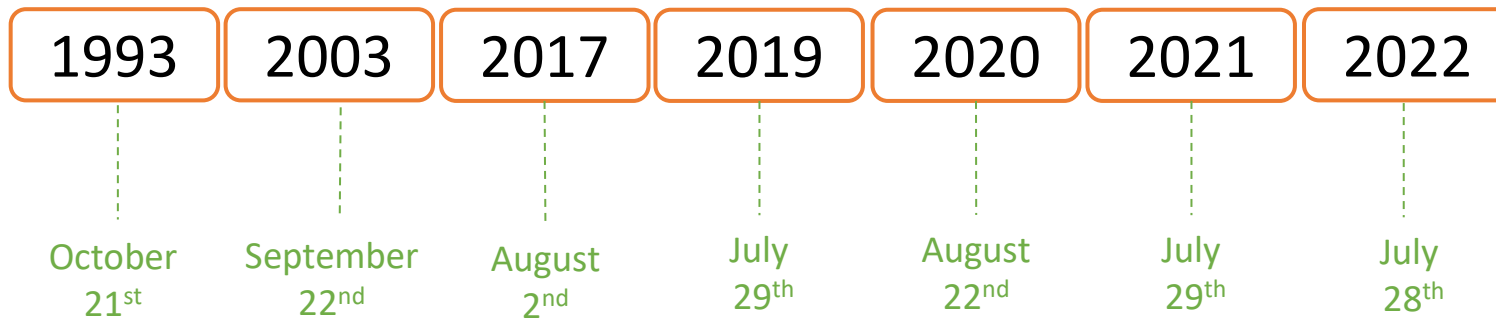 1993 2003 2017 2019 2020 2021 2022
October September August July August July July
21st 22nd 2nd 29th 22nd 29th 28th